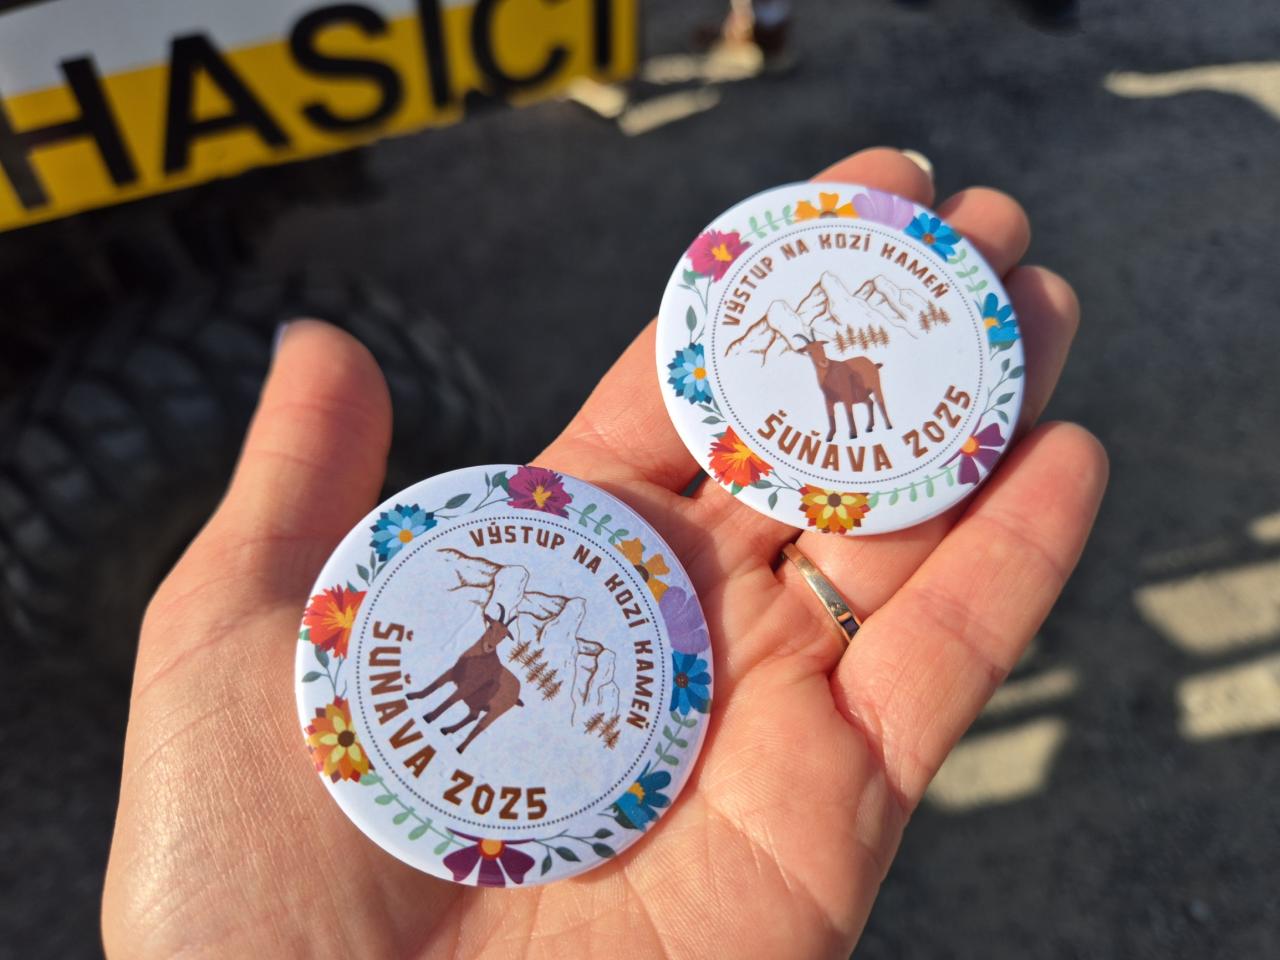 HASIČI
VÝSTUP NA KOZÍ KAMEŇ
ŠUŇAVA 2025
VÝSTUP NA KOZÍ KAMEŇ
ŠUŇAVA 2025